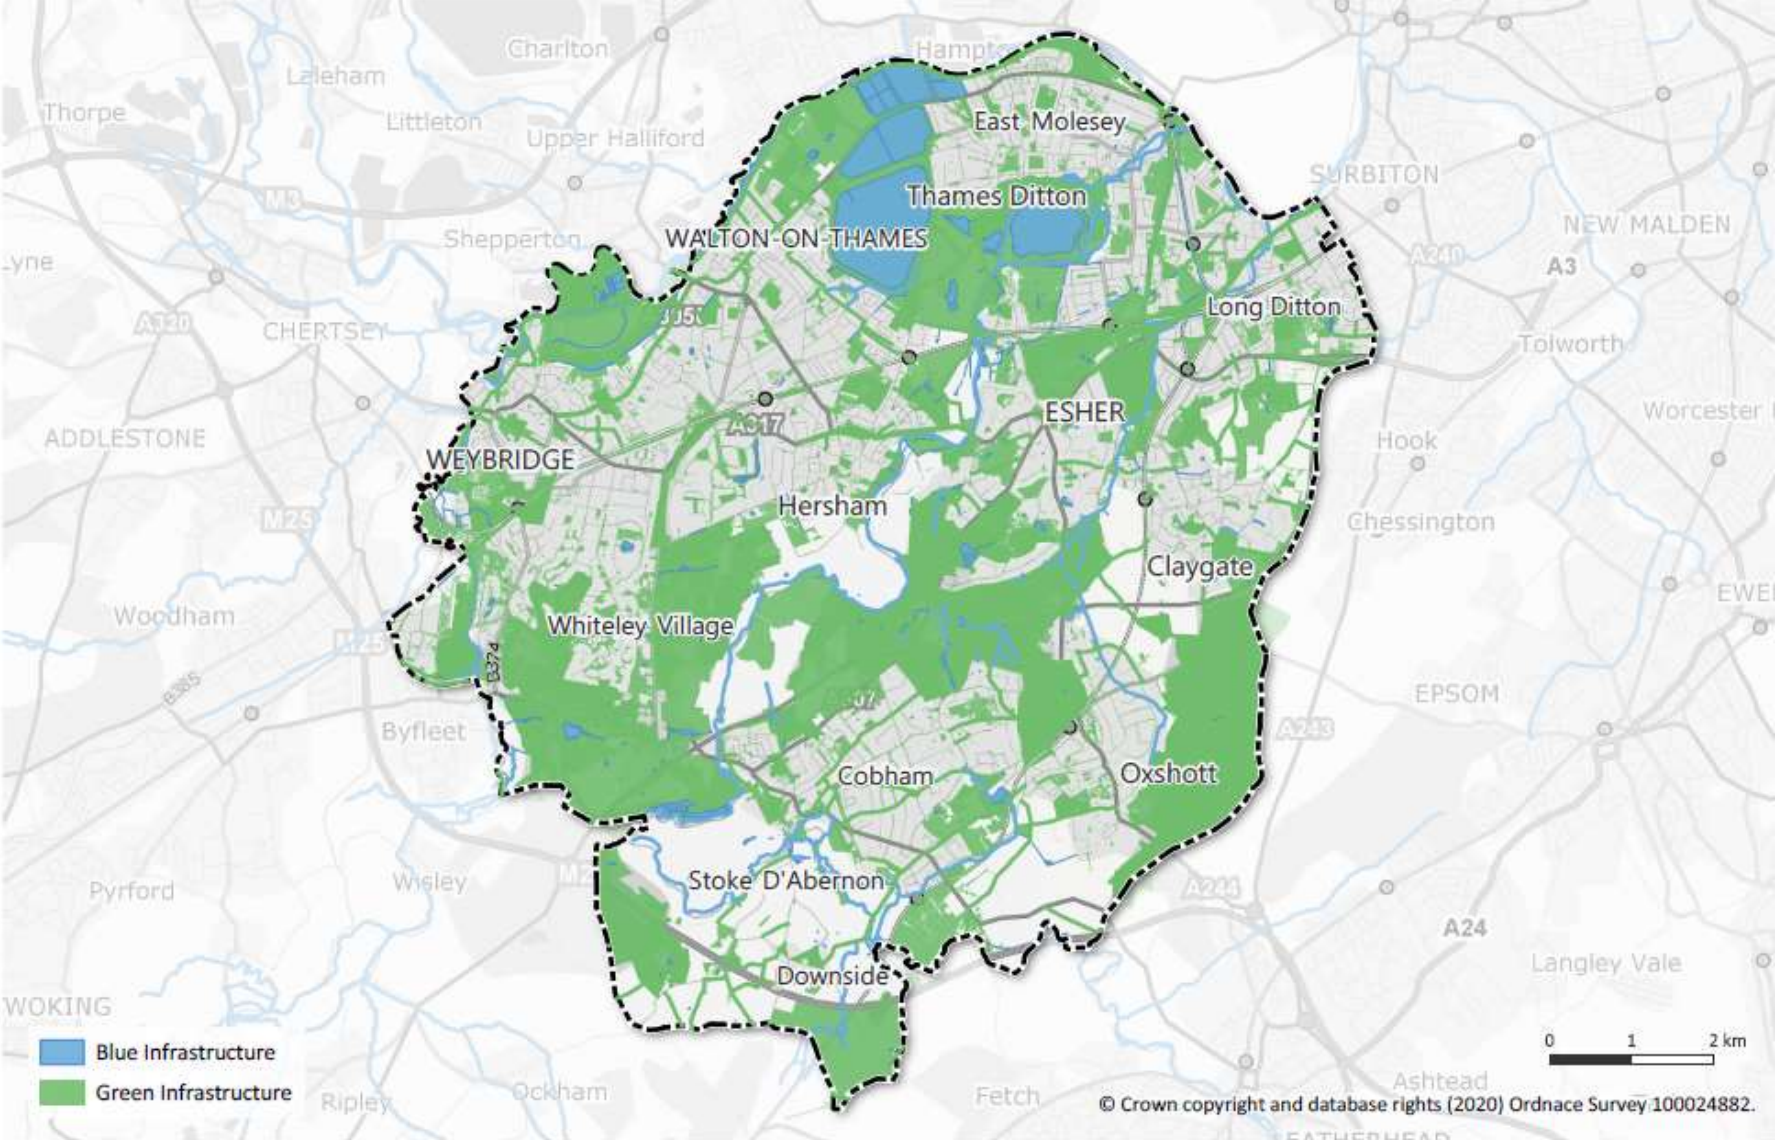 Charlton
Hampt
Laleham
Thorpe
Littleton
East Molesey
Upper Halliford
SURBITON
M3
Thames Ditton
NEW MALDEN
Shepperton
WALTON-ON-THAMES
A240
Lyne
A3
Long Ditton
A320
CHERTSEY
Tolworth
ESHER
Worcester
A317
ADDLESTONE
Hook
WEYBRIDGE
Hersham
M25
Chessington
Claygate
EWE
Woodham
Whiteley Village
M25
B374
B385
EPSOM
Byfleet
A243
Cobham
Oxshott
Pyrford
Wisley
M2
Stoke D'Abernon
A244
A24
Langley Vale
Downside
WOKING
Blue Infrastructure
0 1 2 km
Green Infrastructure
Ripley
Ockham
Fetch
Ashtead
© Crown copyright and database rights (2020) Ordnace Survey 100024882.